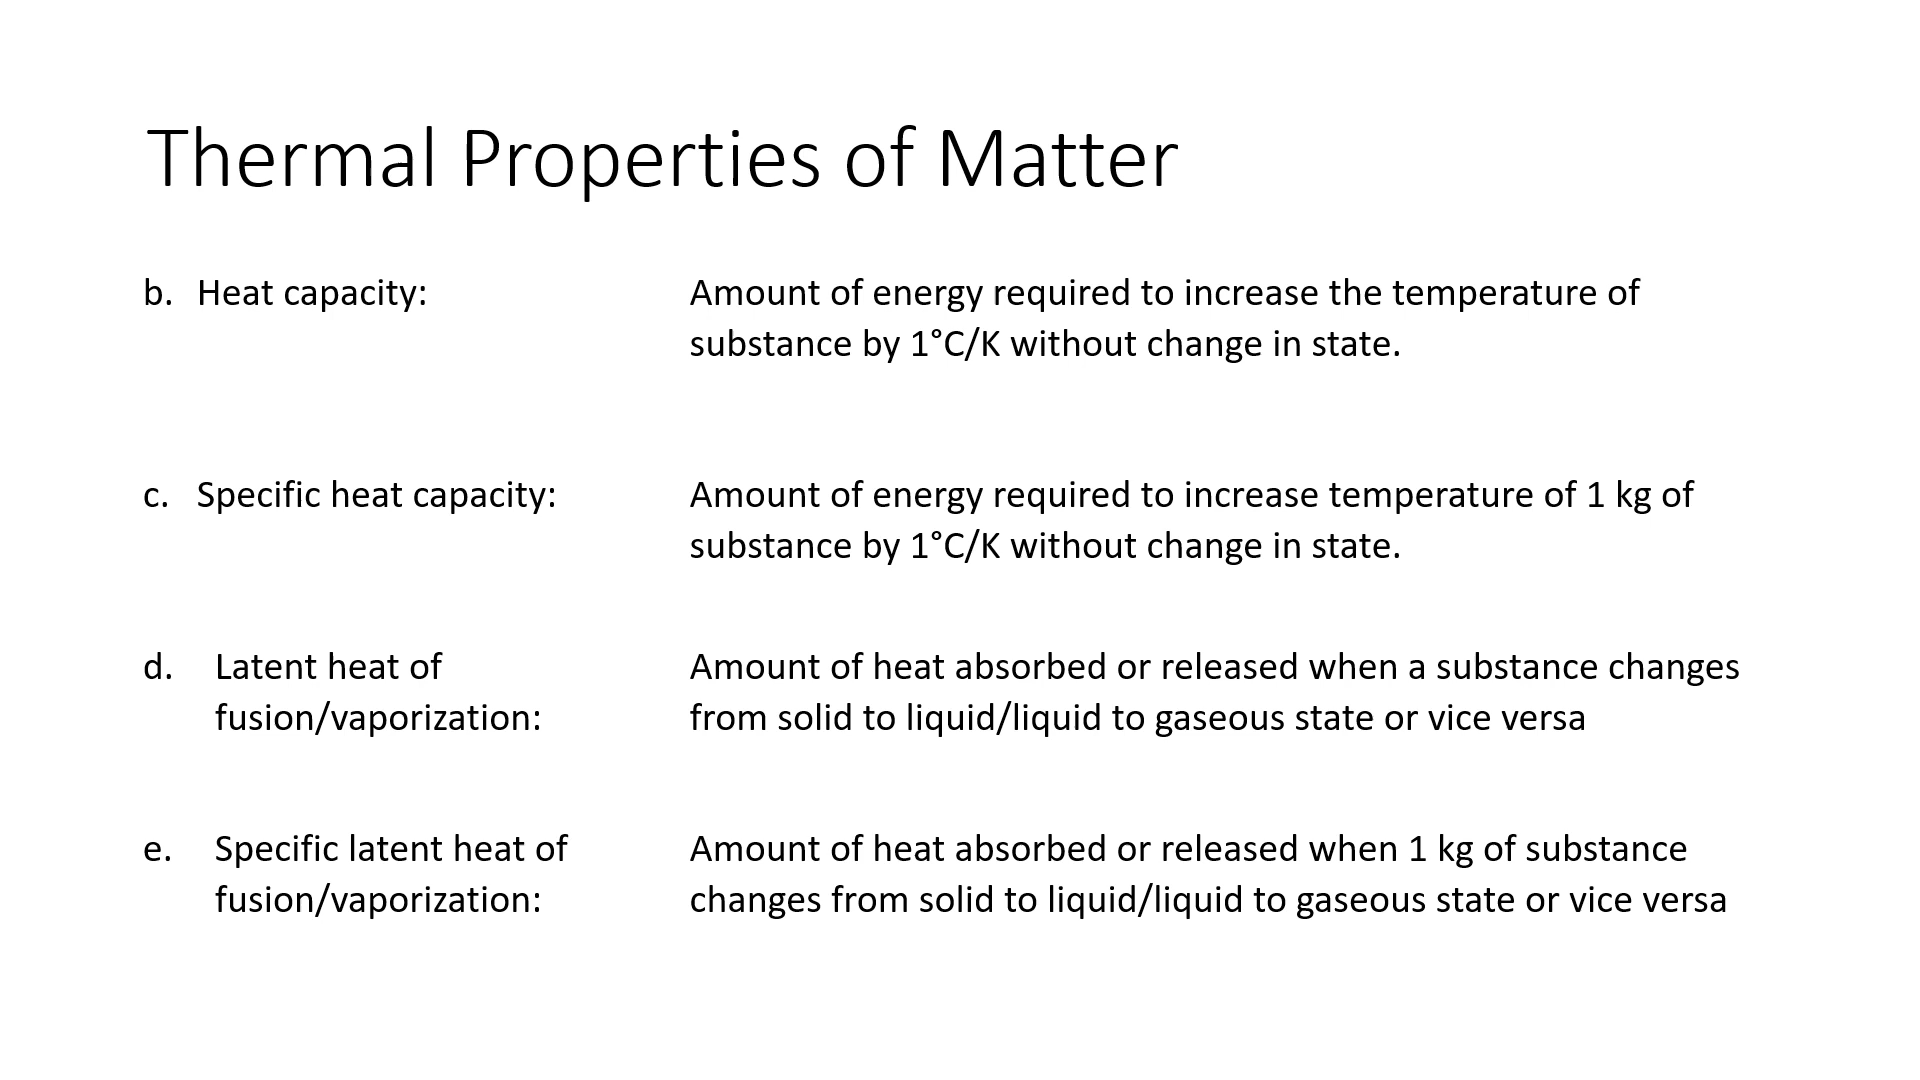 Thermal Properties of Matter
b. Heat capacity: Amount of energy required to increase the temperature of
substance by 1°C/K without change in state.
c. Specific heat capacity: Amount of energy required to increase temperature of 1 kg of
substance by 1°C/K without change in state.
d. Latent heat of Amount of heat absorbed or released when a substance changes
fusion/vaporization: from solid to liquid/liquid to gaseous state or vice versa
e. Specific latent heat of Amount of heat absorbed or released when 1 kg of substance
fusion/vaporization: changes from solid to liquid/liquid to gaseous state or vice versa